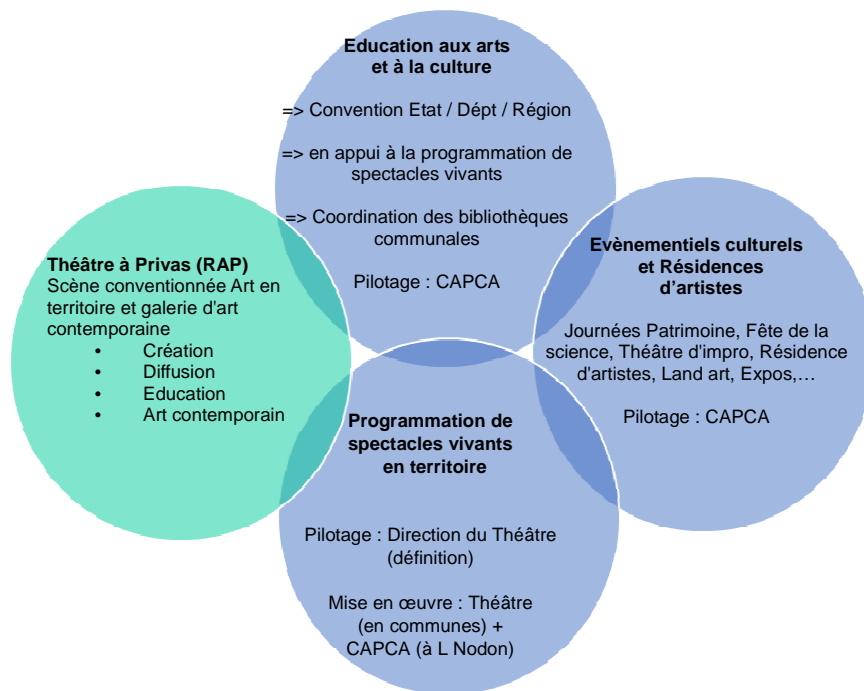 Education aux arts
et à la culture
=> Convention Etat / Dépt / Région
=> en appui à la programmation de
spectacles vivants
=> Coordination des bibliothèques
communales
Pilotage : CAPCA
Théâtre à Privas (RAP)
Scène conventionnée Art en
territoire et galerie d'art
contemporaine
• Création
• Diffusion
• Education
• Art contemporain
Evènementiels culturels
et Résidences
d'artistes
Journées Patrimoine, Fête de la
science, Théâtre d'impro, Résidence
d'artistes, Land art, Expos,…
Pilotage : CAPCA
Programmation de
spectacles vivants
en territoire
Pilotage : Direction du Théâtre
(définition)
Mise en œuvre : Théâtre
(en communes) +
CAPCA (à L Nodon)